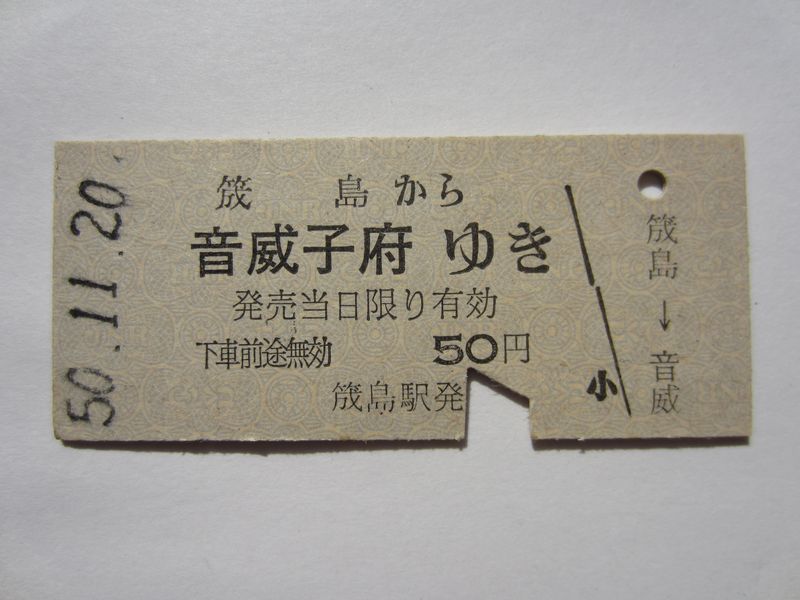 50.11.20
筬島から
音威子府 ゆき
発売当日限り有効
下車前途無効 50円
筬島駅発
小
筬島→音威